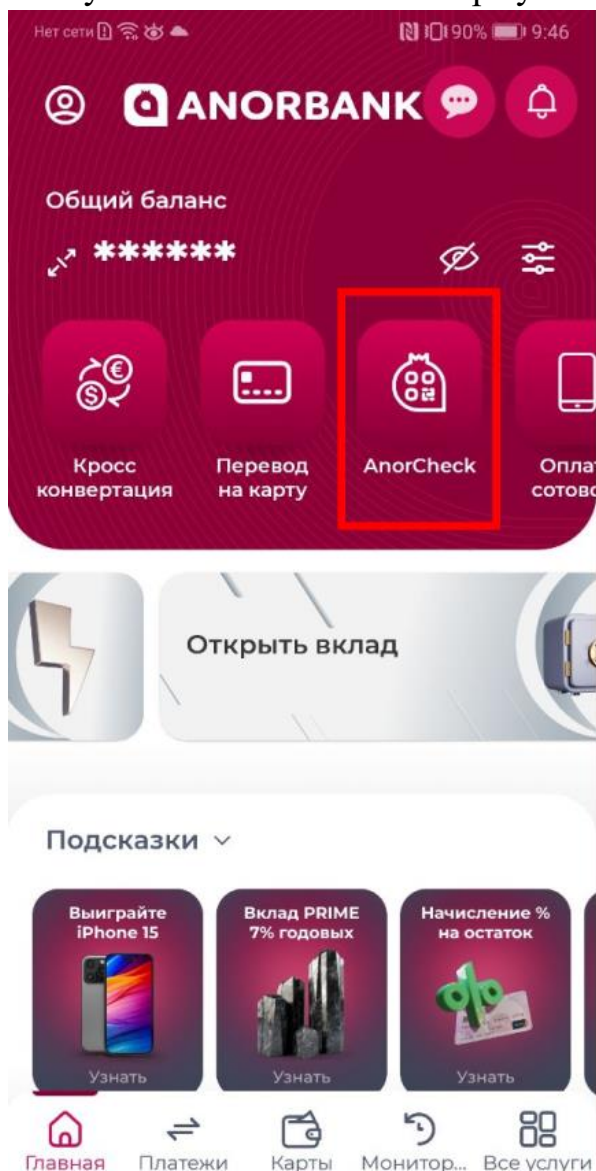 Нет сети 90% 9:46
ANORBANK
Общий баланс
******
Кросс
конвертация
Перевод
на карту
AnorCheck
Открыть вклад
Подсказки
Выиграйте
iPhone 15
Узнать
Вклад PRIME
7% годовых
Узнать
Начисление %
на остаток
Узнать
Главная Платежи Карты Монитор... Все услуги